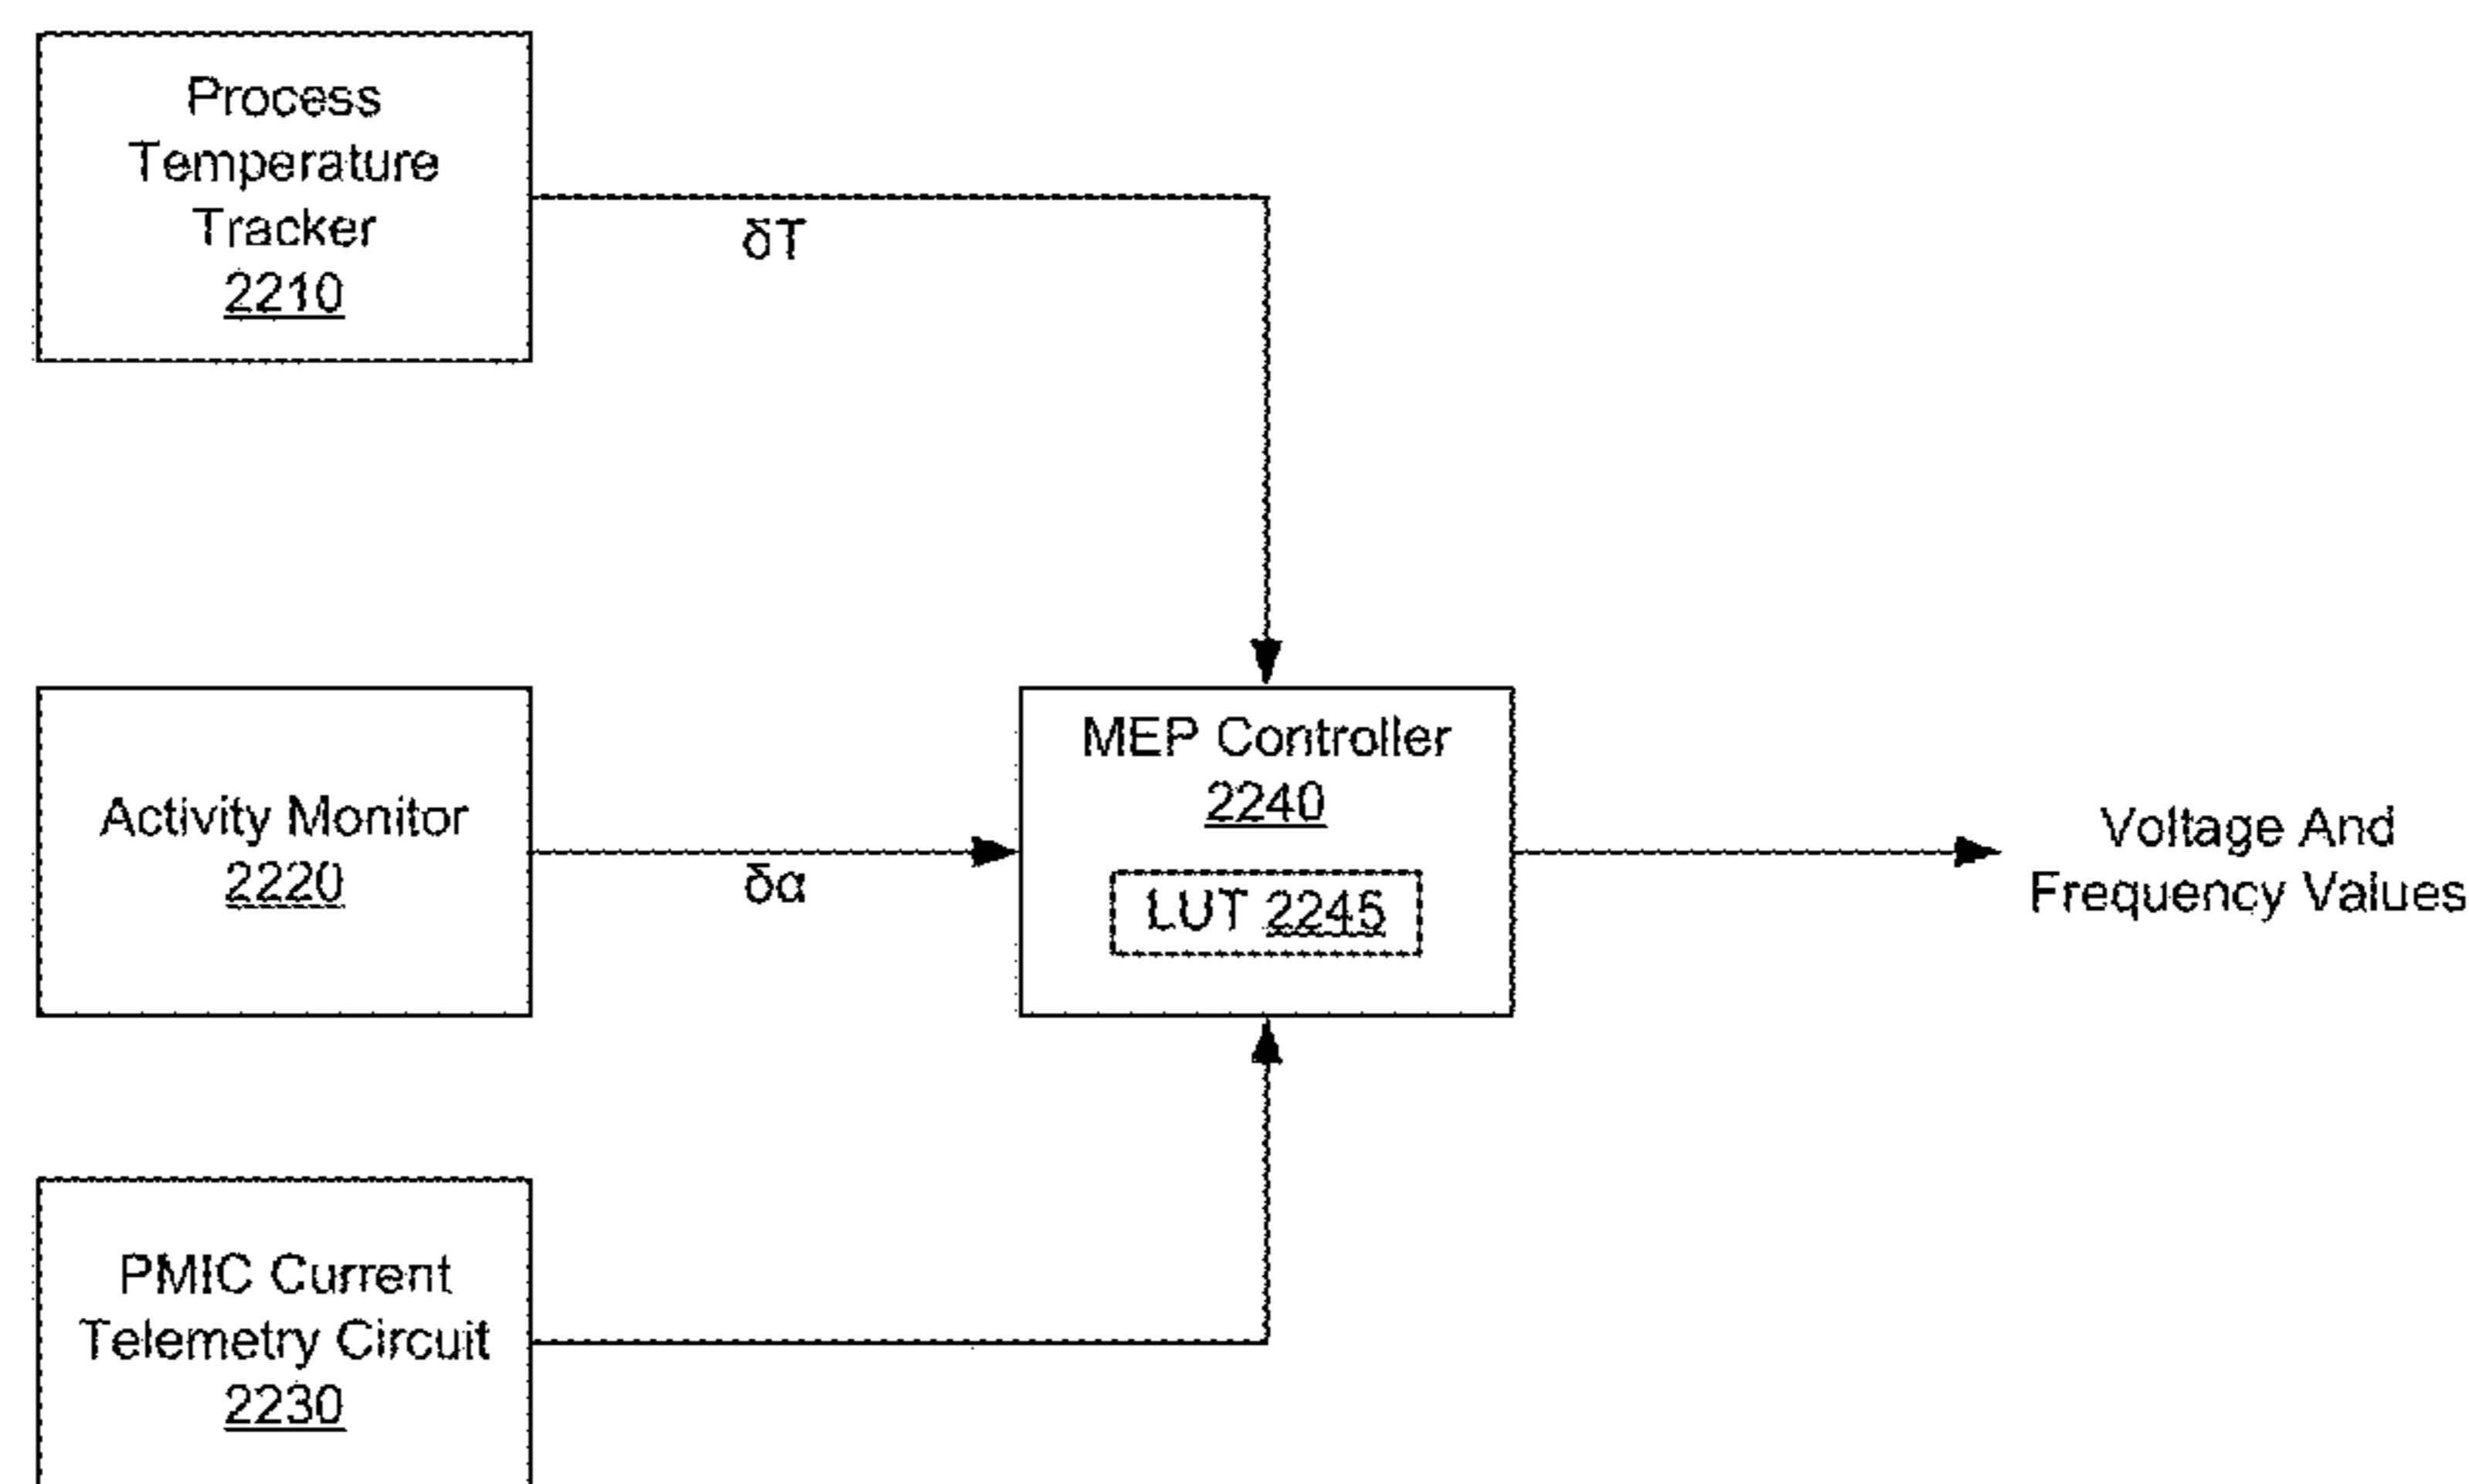 Process
Temperature
Tracker
2210
δT
MEP Controller
2240
LUT 2245
Activity Monitor
2220
δα
Voltage And
Frequency Values
PMIC Current
Telemetry Circuit
2230